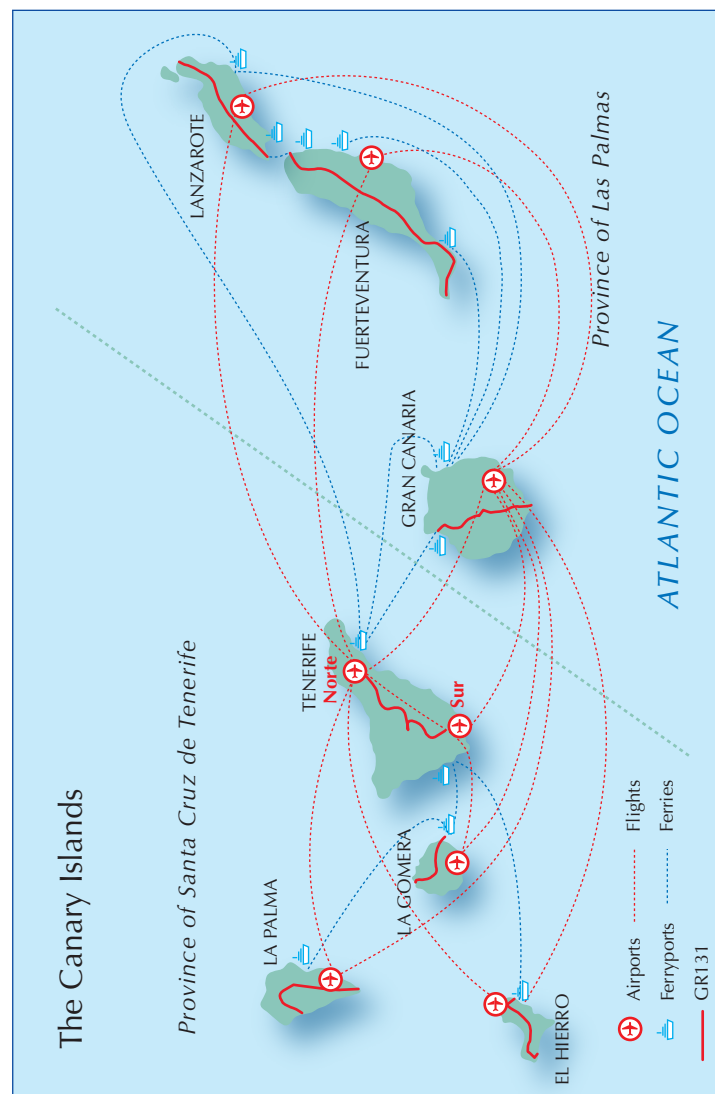 The Canary Islands
Province of Santa Cruz de Tenerife
LA PALMA
EL HIERRO
LA GOMERA
TENERIFE
Norte
Sur
GRAN CANARIA
FUERTEVENTURA
LANZAROTE
Province of Las Palmas
ATLANTIC OCEAN
Airports
Flights
Ferryports
Ferries
GR131